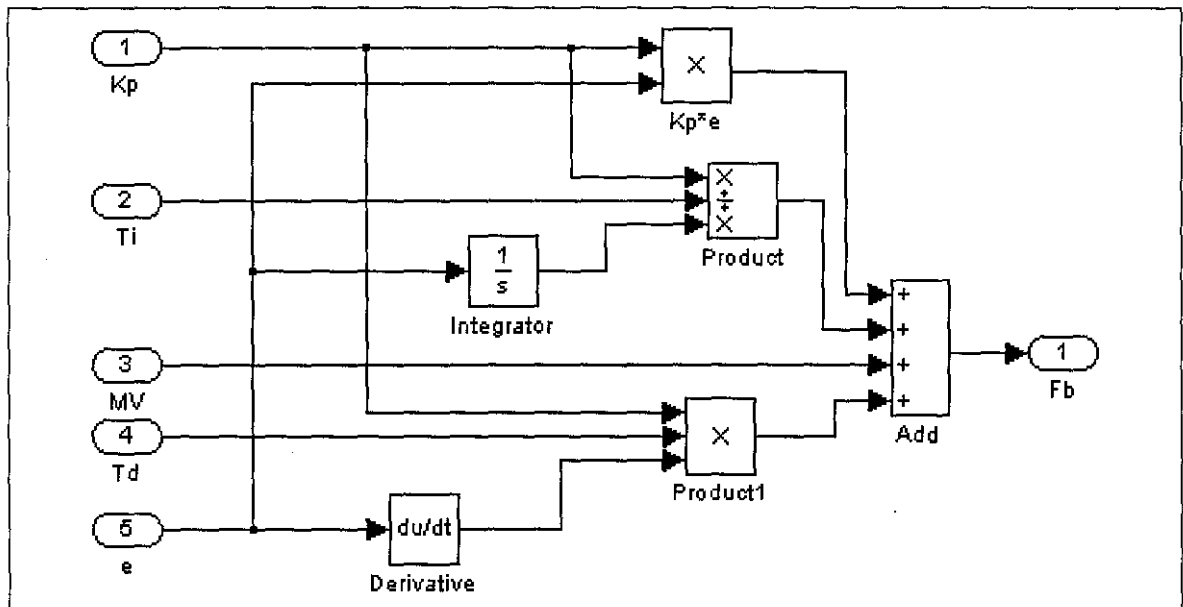 1
Kp
×
Kp*e
2
Ti
×
÷
×
Product
1
s
Integrator
3
MV
4
Td
×
Product1
5
e
du/dt
Derivative
+
+
+
+
Add
1
Fb